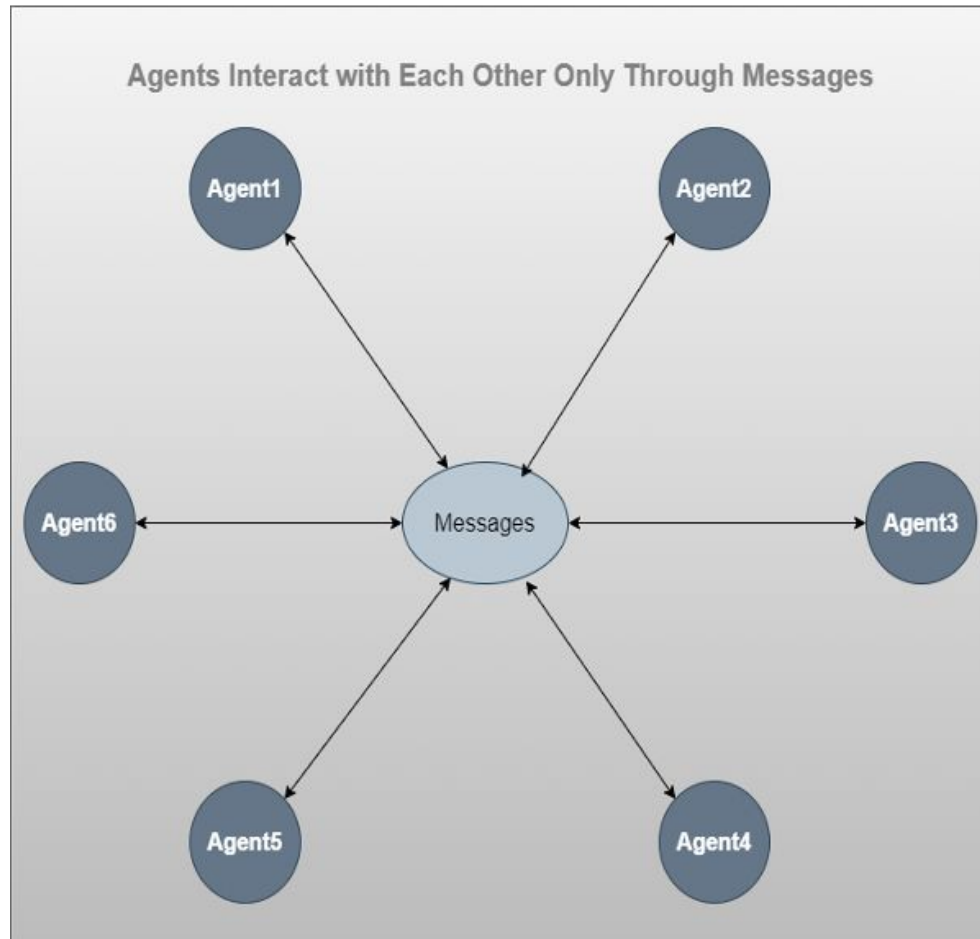 Agents Interact with Each Other Only Through Messages
Agent1
Agent2
Agent6
Messages
Agent3
Agent5
Agent4